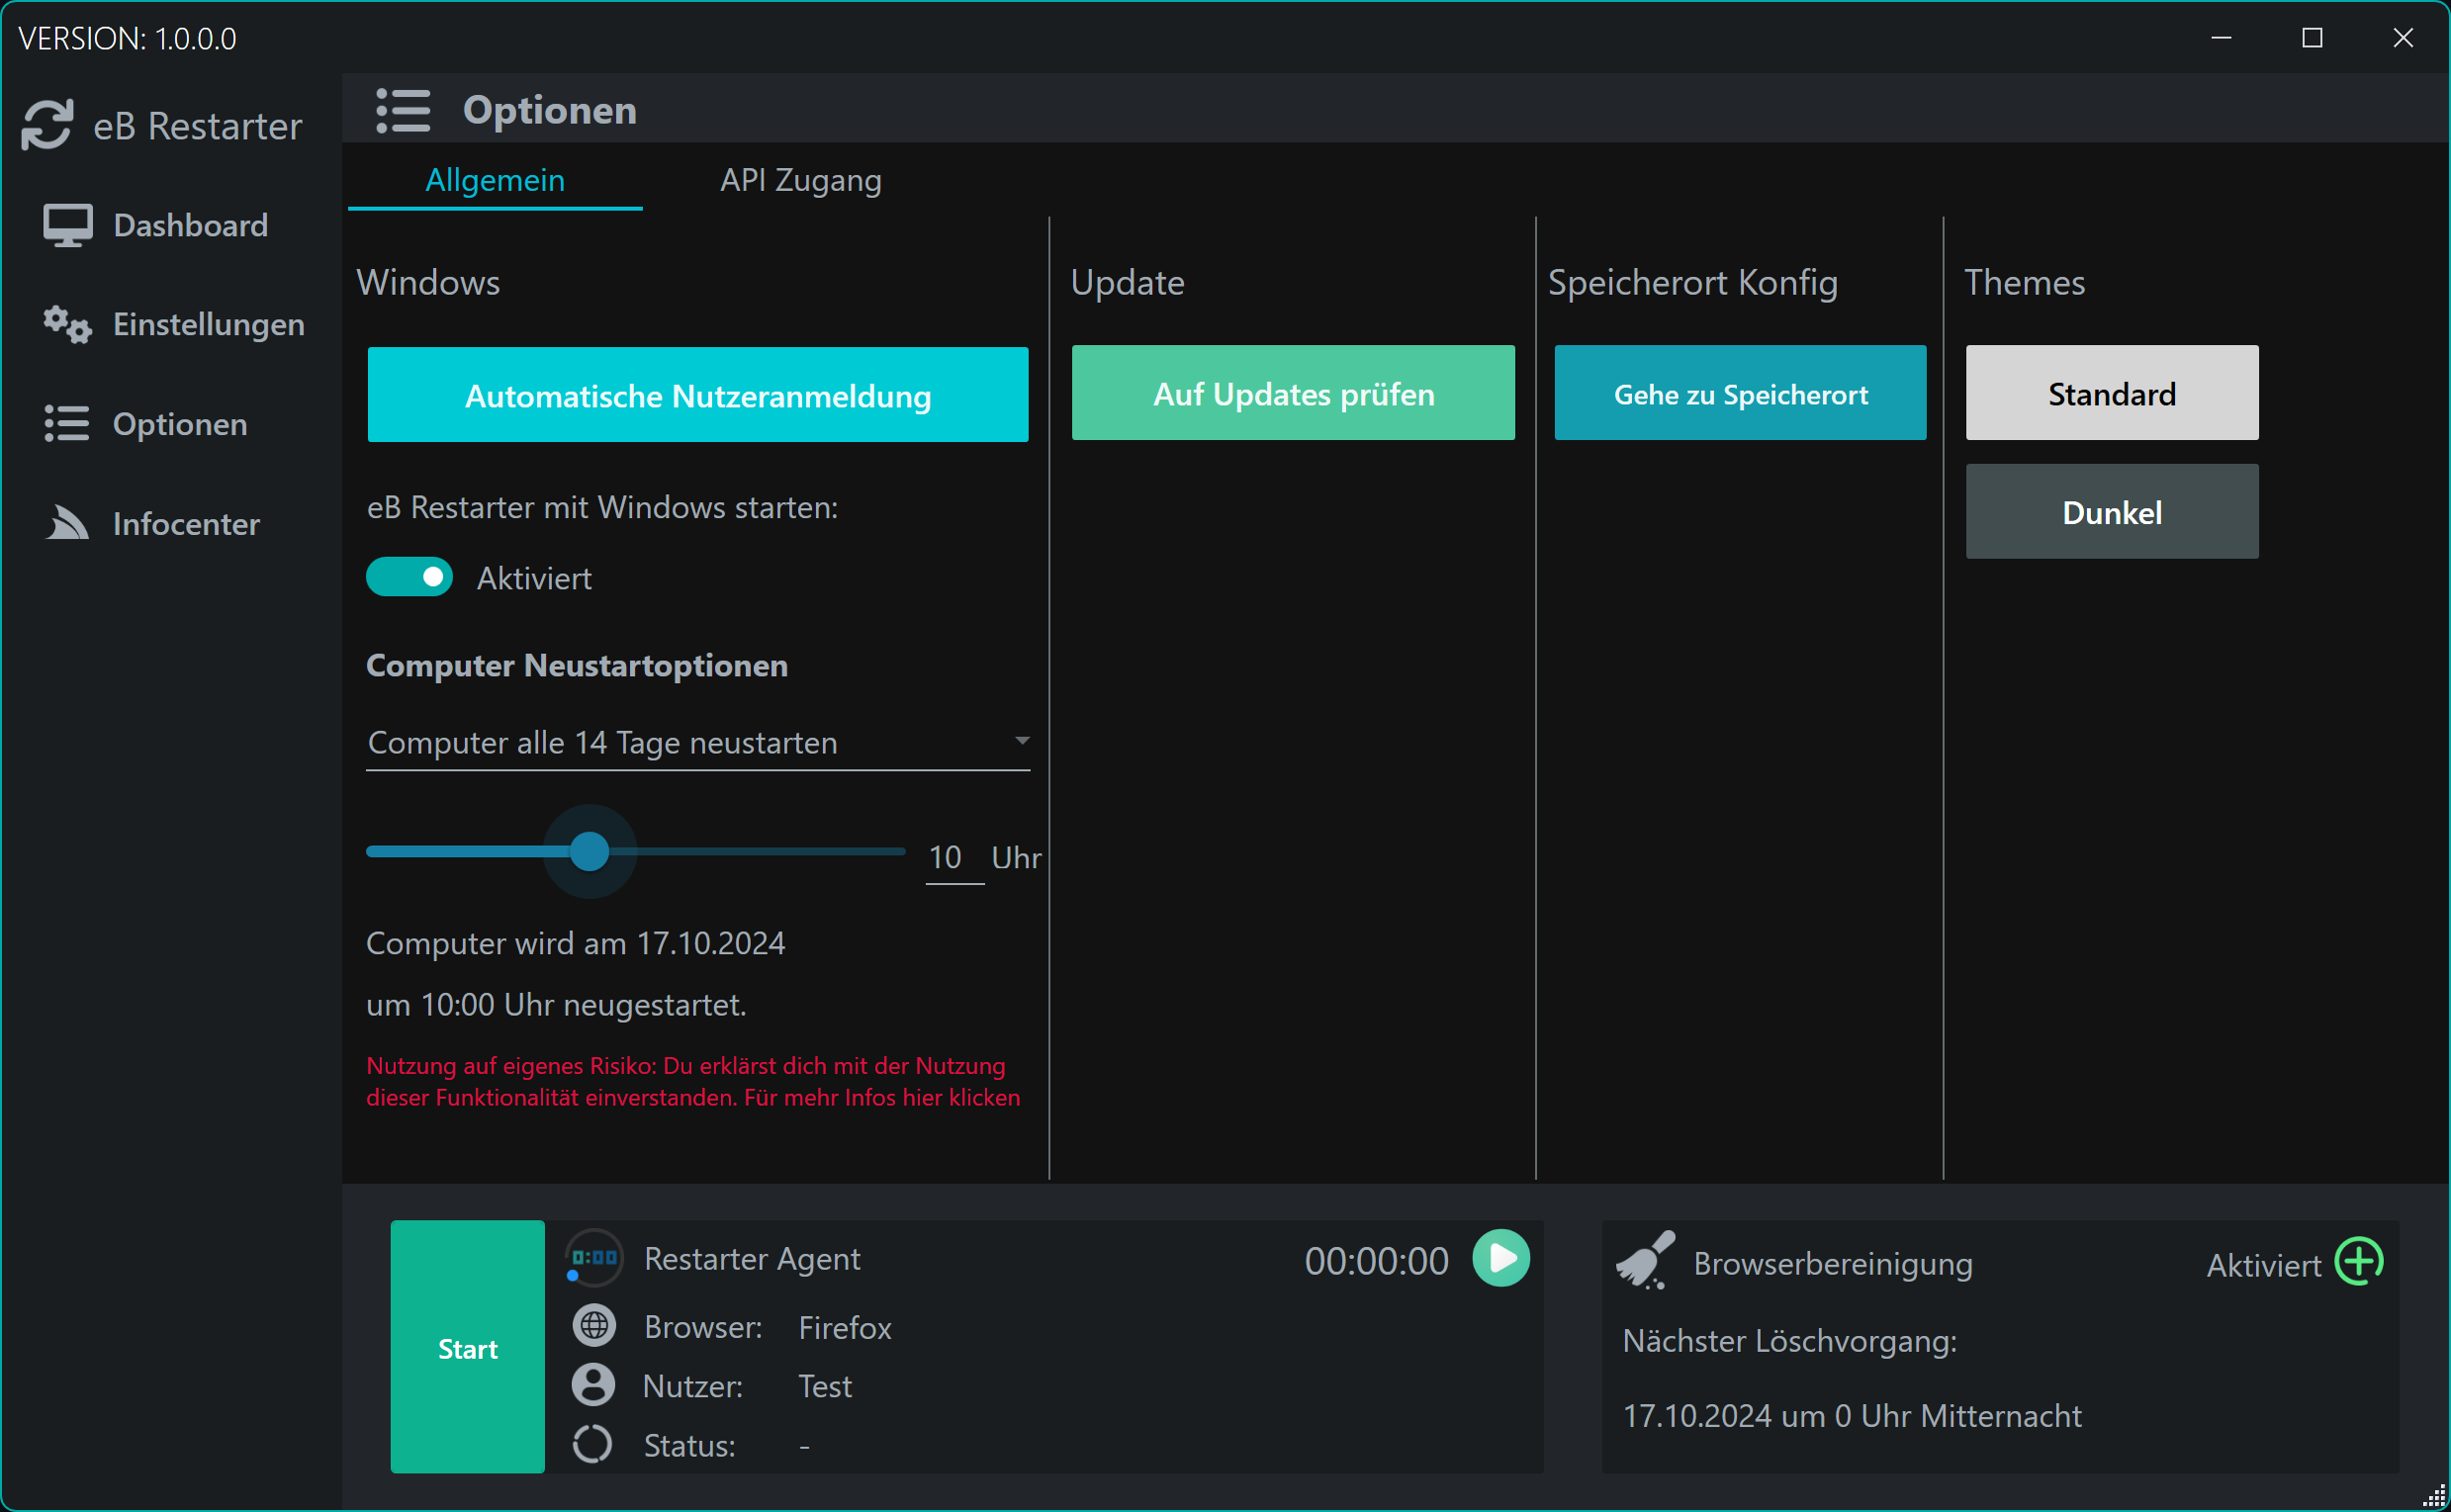 VERSION: 1.0.0.0
eB Restarter
Dashboard
Einstellungen
Optionen
Infocenter
Optionen
Allgemein
API Zugang
Windows
Automatische Nutzeranmeldung
eB Restarter mit Windows starten:
Aktiviert
Computer Neustartoptionen
Computer alle 14 Tage neustarten
10 Uhr
Computer wird am 17.10.2024
um 10:00 Uhr neugestartet.
Nutzung auf eigenes Risiko: Du erklärst dich mit der Nutzung
dieser Funktionalität einverstanden. Für mehr Infos hier klicken
Update
Auf Updates prüfen
Speicherort Konfig
Gehe zu Speicherort
Themes
Standard
Dunkel
Start
0:00
Restarter Agent
00:00:00
Browser: Firefox
Nutzer: Test
Status: -
Browserbereinigung
Aktiviert
Nächster Löschvorgang:
17.10.2024 um 0 Uhr Mitternacht